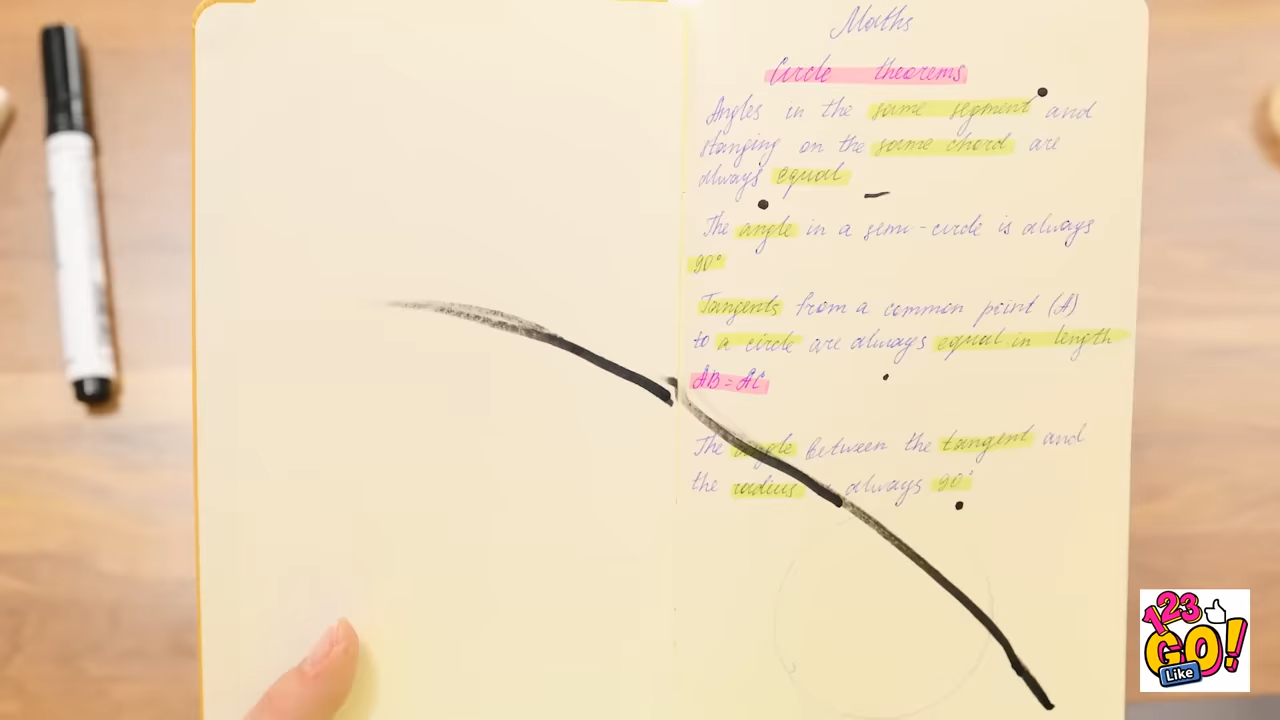 Maths
Circle theorems
Angles in the same segment and
stanging on the same chord are
always equal
The angle in a semi-circle is always
90°
Tangents from a common point (A)
to a circle are always equal in length
AB = AC
The angle between the tangent and
the radius always 90°
123
GO!
Like